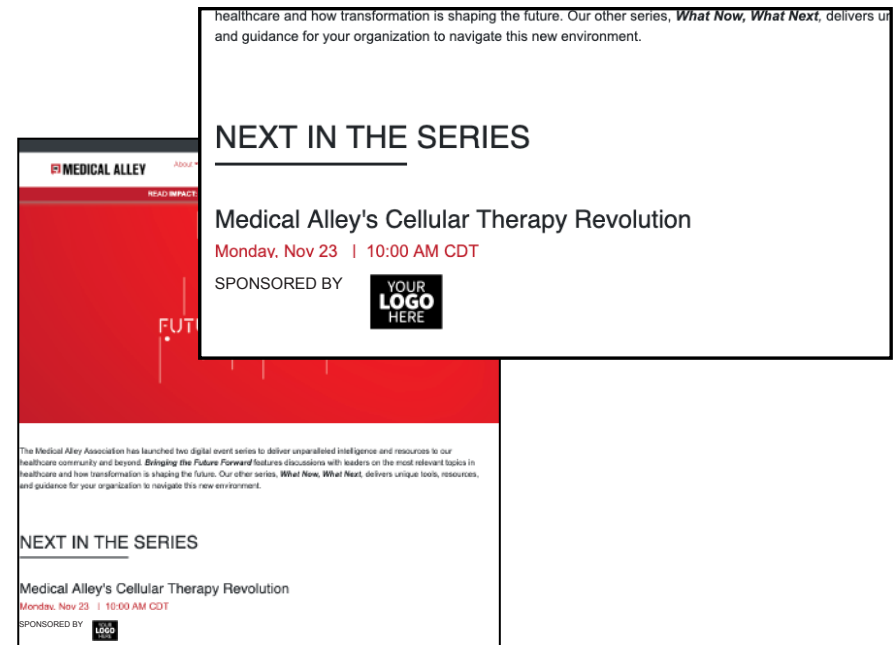 healthcare and how transformation is shaping the future. Our other series, What Now, What Next, delivers
and guidance for your organization to navigate this new environment.
NEXT IN THE SERIES
Medical Alley's Cellular Therapy Revolution
Monday, Nov 23 | 10:00 AM CDT
SPONSORED BY
YOUR
LOGO
HERE
MEDICAL ALLEY
About
READ IMPACT:
The Medical Alley Association has launched two digital event series to deliver unparalleled intelligence and resources to our
healthcare community and beyond. Bringing the Future Forward features discussions with leaders on the most relevant topics in
healthcare and how transformation is shaping the future. Our other series, What Now, What Next, delivers unique tools, resources,
and guidance for your organization to navigate this new environment.
NEXT IN THE SERIES
Medical Alley's Cellular Therapy Revolution
Monday, Nov 23 | 10:00 AM CDT
SPONSORED BY
YOUR
LOGO
HERE